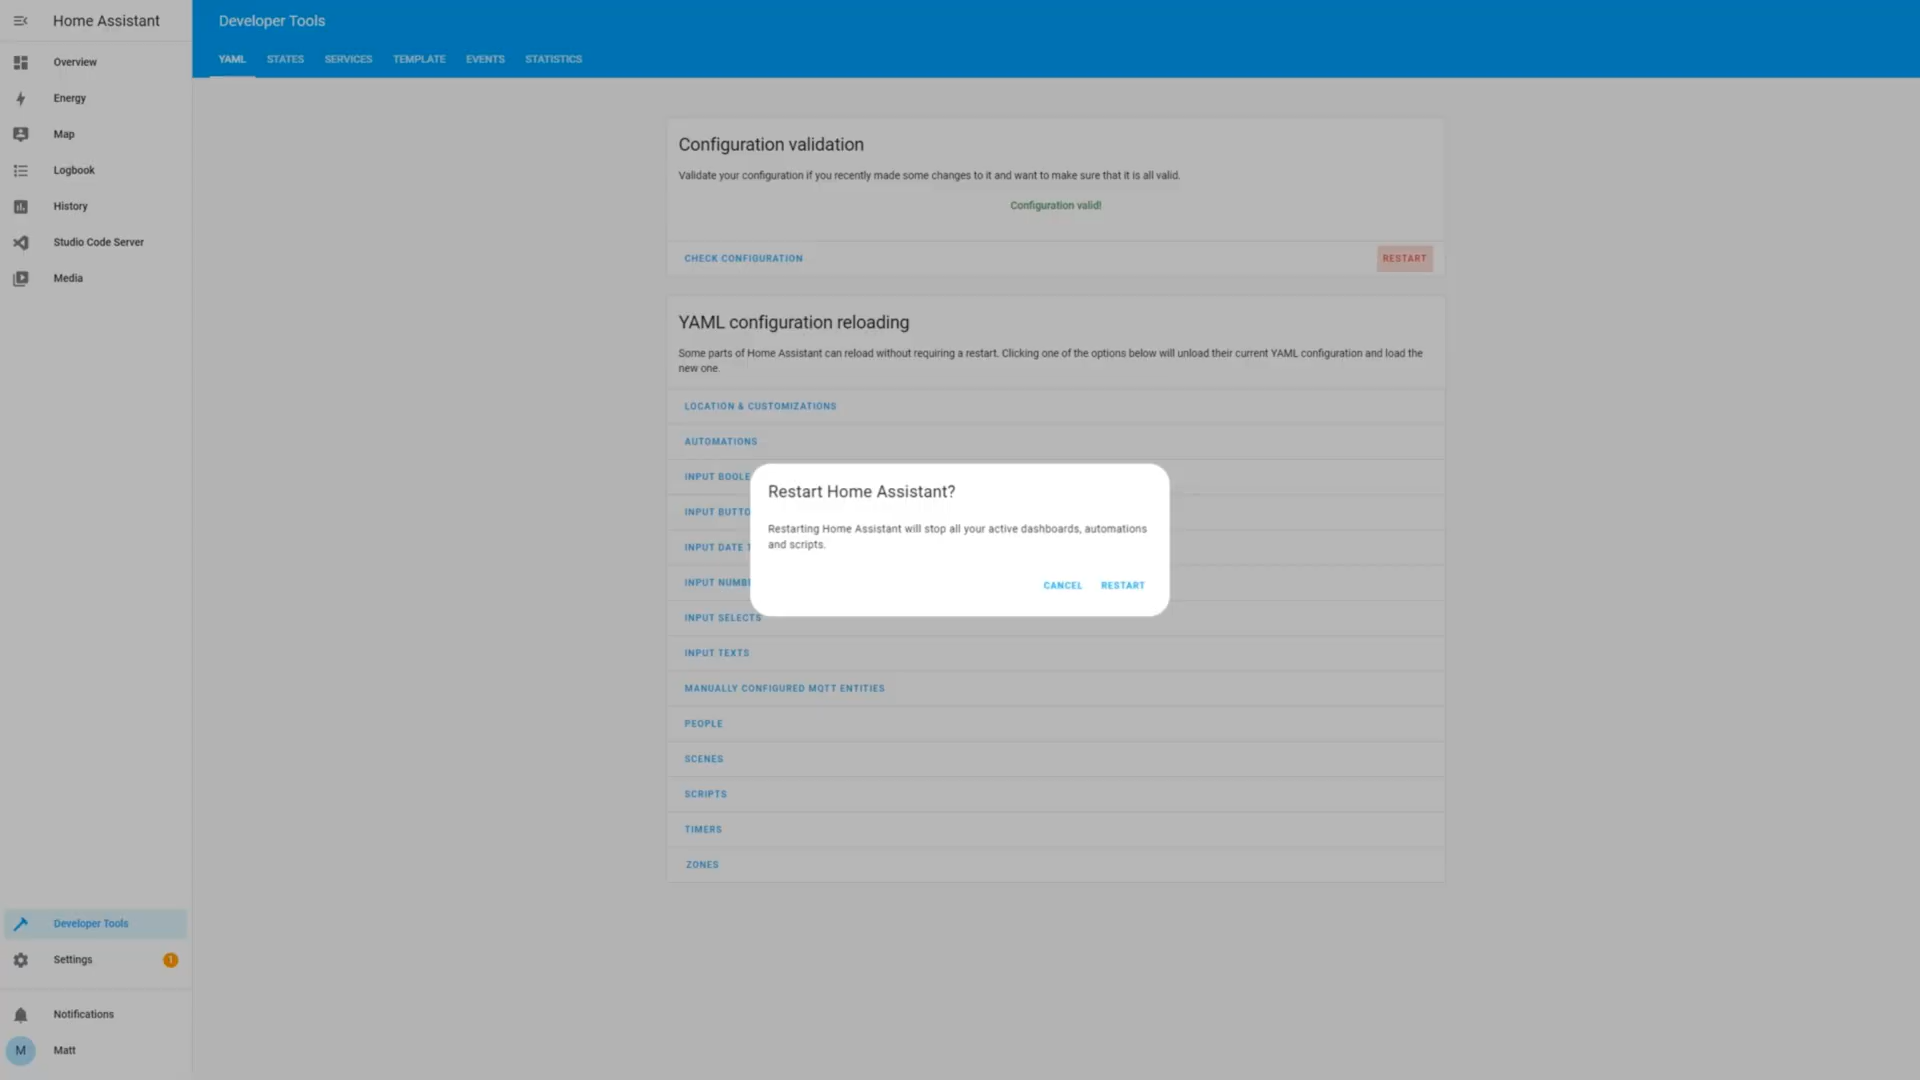 Home Assistant
Developer Tools
YAML STATES SERVICES TEMPLATE EVENTS STATISTICS
Overview
Energy
Map
Logbook
History
Studio Code Server
Media
Developer Tools
Settings 1
Notifications
M Matt
Configuration validation
Validate your configuration if you recently made some changes to it and want to make sure that it is all valid.
Configuration valid!
CHECK CONFIGURATION RESTART
YAML configuration reloading
Some parts of Home Assistant can reload without requiring a restart. Clicking one of the options below will unload their current YAML configuration and load the
new one.
LOCATION & CUSTOMIZATIONS
AUTOMATIONS
INPUT BOOLE
INPUT BUTTO
INPUT DATE
INPUT NUMB
INPUT SELECTS
INPUT TEXTS
MANUALLY CONFIGURED MQTT ENTITIES
PEOPLE
SCENES
SCRIPTS
TIMERS
ZONES
Restart Home Assistant?
Restarting Home Assistant will stop all your active dashboards, automations
and scripts.
CANCEL RESTART